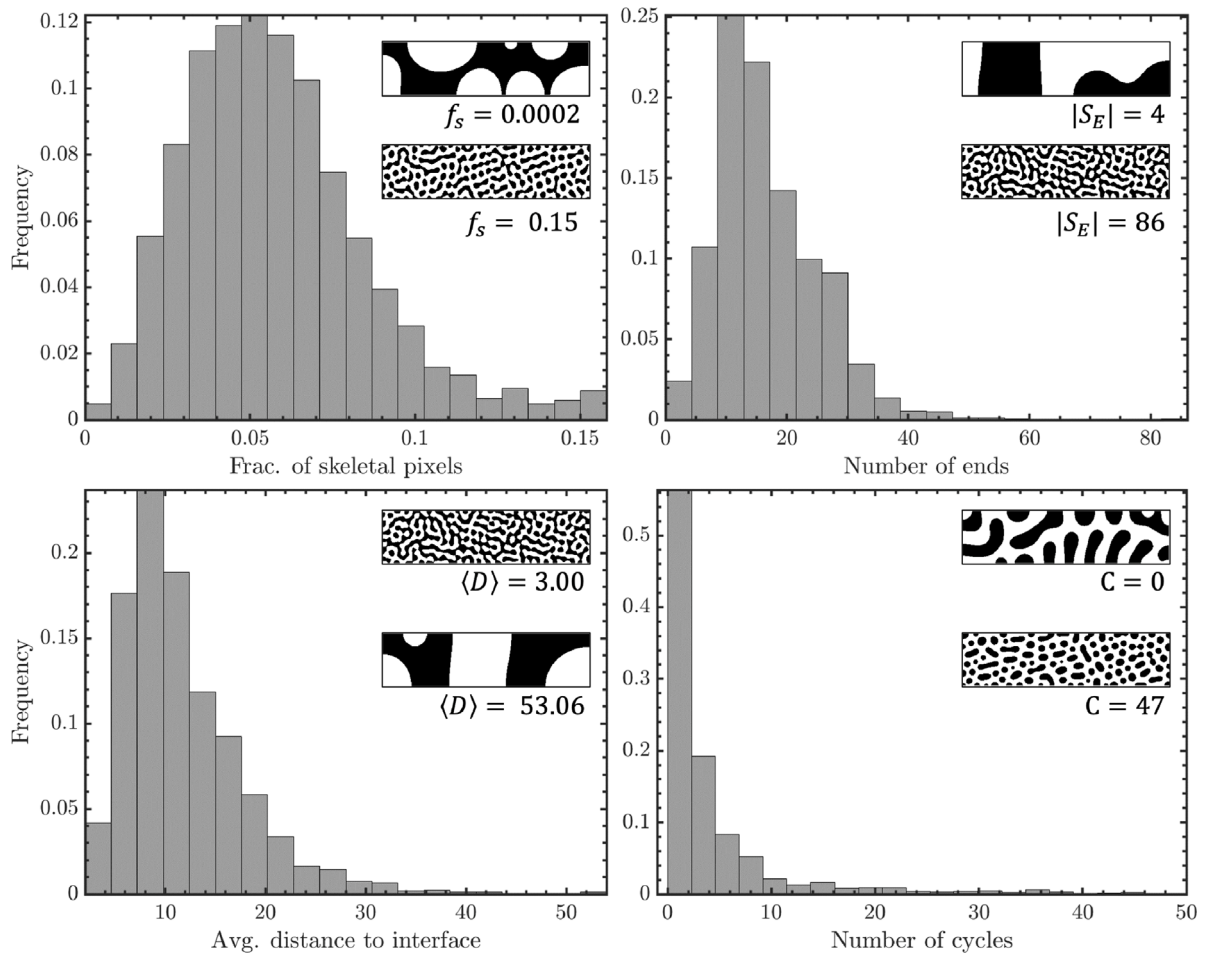 0.12
0.1
0.08
0.06
0.04
0.02
0
Frequency
f_s = 0.0002
f_s = 0.15
0 0.05 0.1 0.15
Frac. of skeletal pixels
0.25
0.2
0.15
0.1
0.05
0
|S_E| = 4
|S_E| = 86
0 20 40 60 80
Number of ends
0.2
0.15
0.1
0.05
0
Frequency
⟨D⟩ = 3.00
⟨D⟩ = 53.06
10 20 30 40 50
Avg. distance to interface
0.5
0.4
0.3
0.2
0.1
0
C = 0
C = 47
0 10 20 30 40 50
Number of cycles